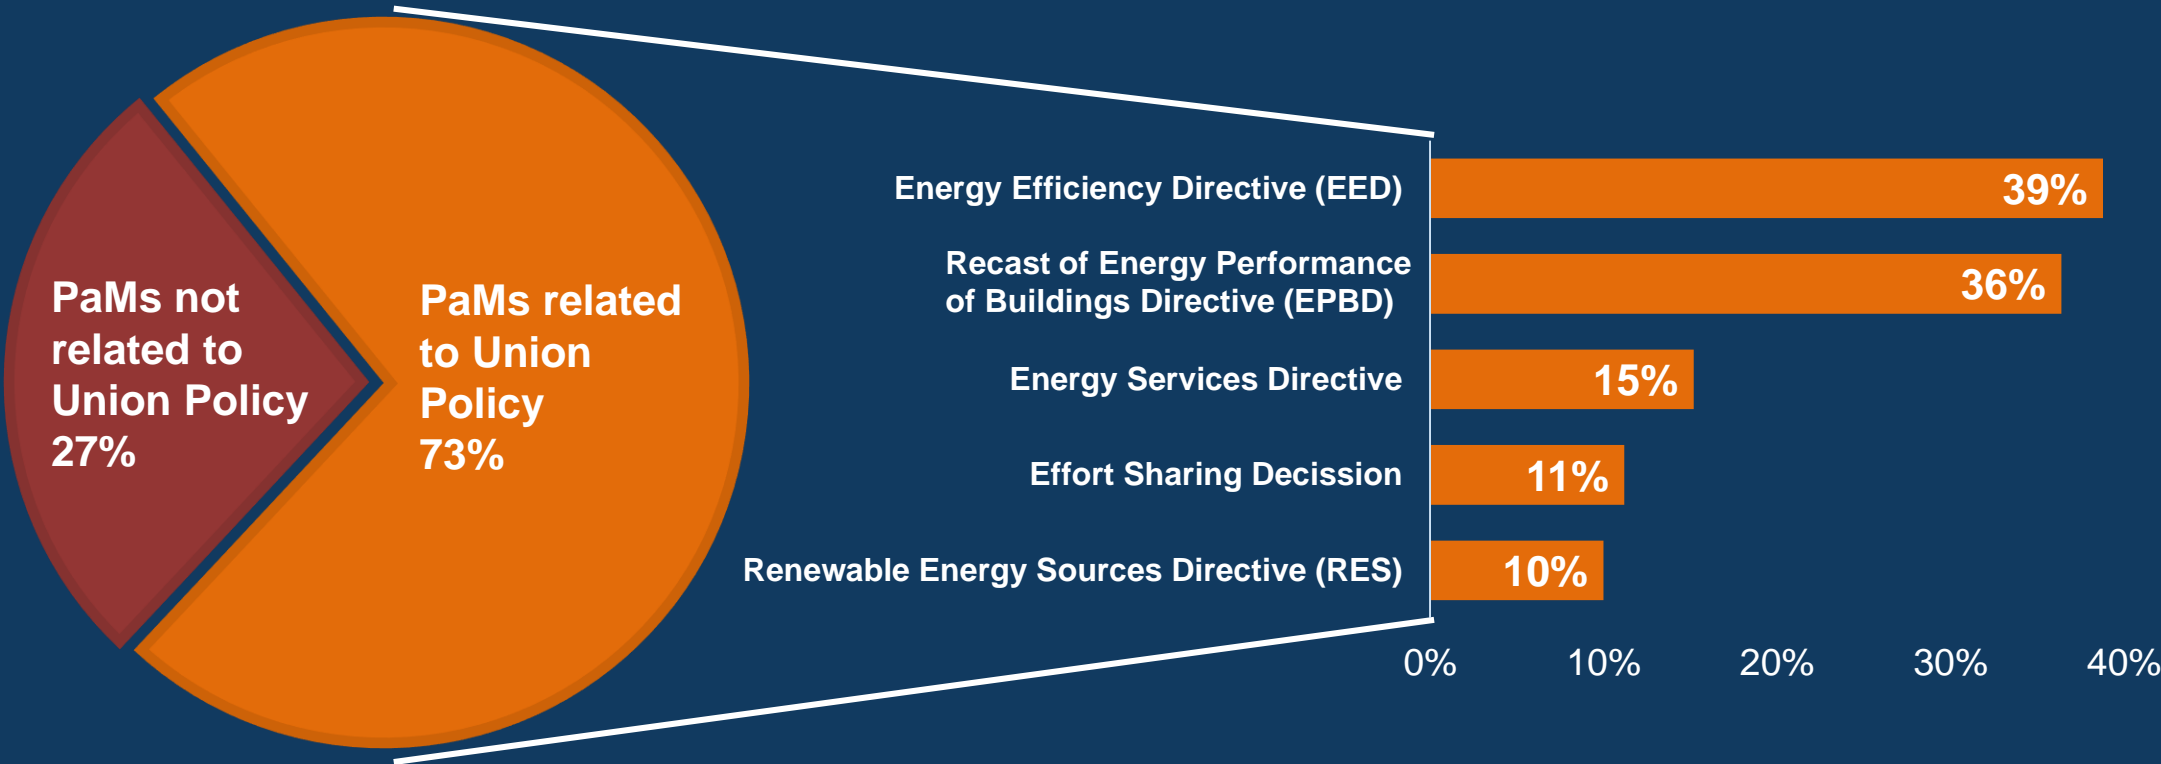 PaMs not
related to
Union Policy
27%
PaMs related
to Union
Policy
73%
Energy Efficiency Directive (EED)
39%
Recast of Energy Performance
of Buildings Directive (EPBD)
36%
Energy Services Directive
15%
Effort Sharing Decission
11%
Renewable Energy Sources Directive (RES)
10%
0% 10% 20% 30% 40%